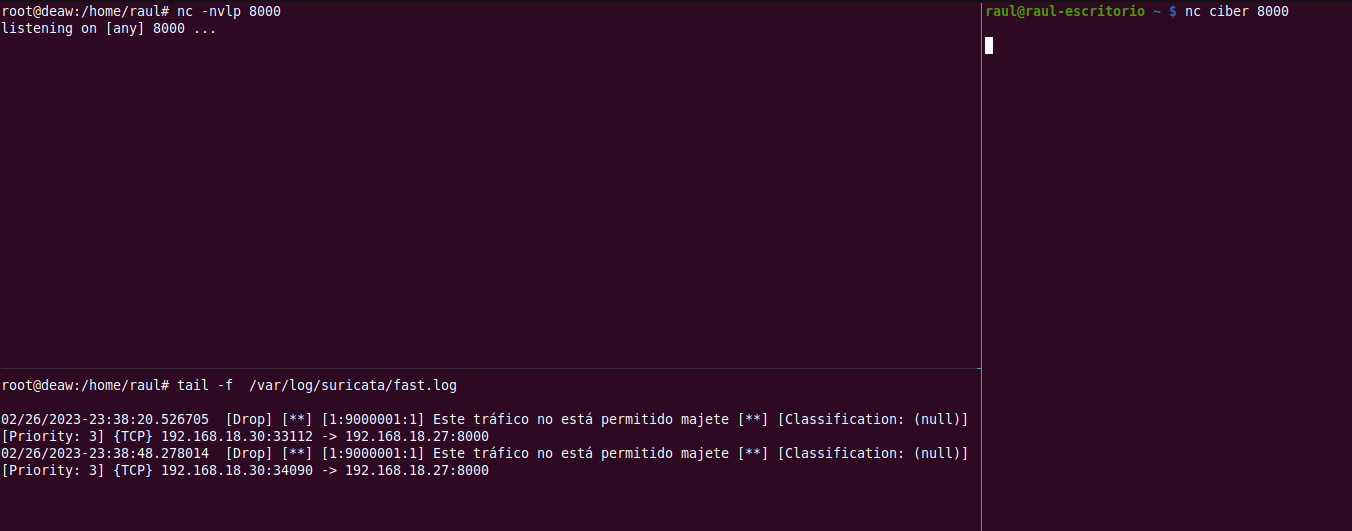 root@deaw:/home/raul# nc -nvlp 8000
listening on [any] 8000 ...
raul@raul-escritorio ~ $ nc ciber 8000
root@deaw:/home/raul# tail -f  /var/log/suricata/fast.log
02/26/2023-23:38:20.526705  [Drop] [**] [1:9000001:1] Este tráfico no está permitido majete [**] [Classification: (null)]
[Priority: 3] {TCP} 192.168.18.30:33112 -> 192.168.18.27:8000
02/26/2023-23:38:48.278014  [Drop] [**] [1:9000001:1] Este tráfico no está permitido majete [**] [Classification: (null)]
[Priority: 3] {TCP} 192.168.18.30:34090 -> 192.168.18.27:8000